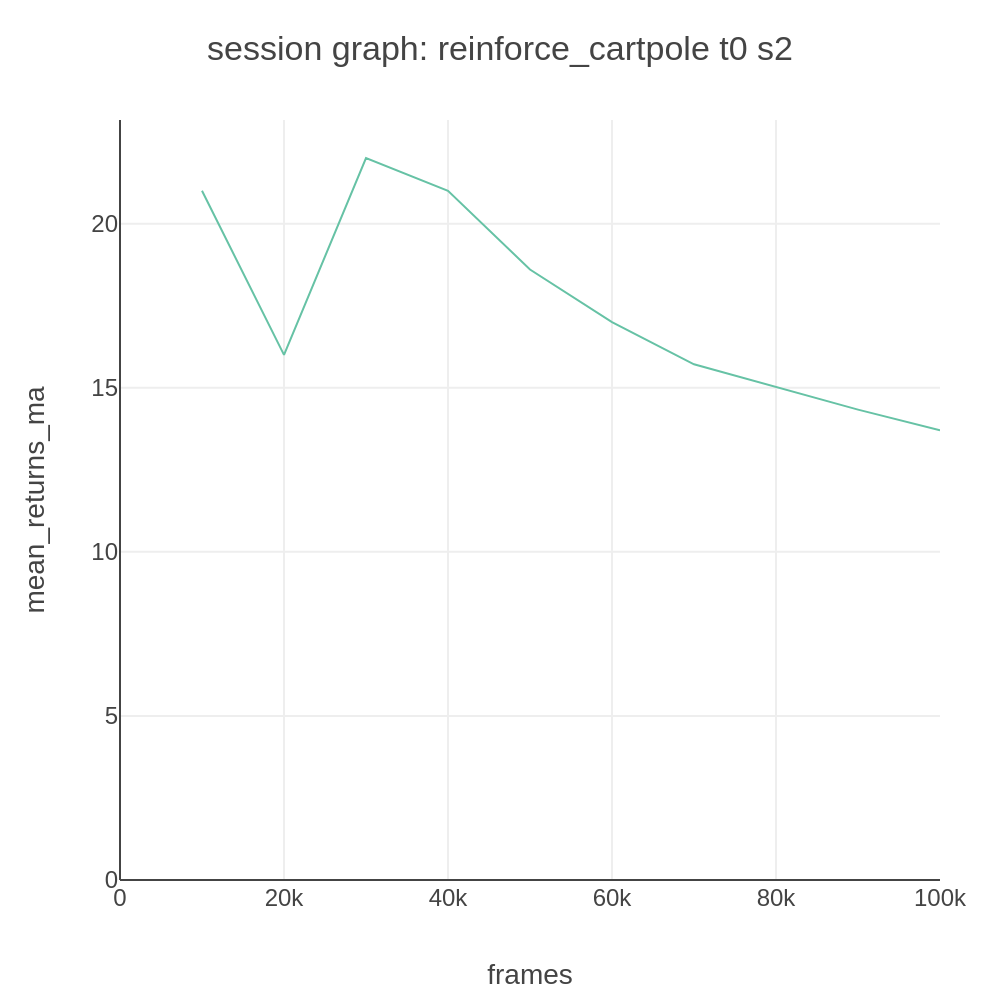 session graph: reinforce_cartpole t0 s2
mean_returns_ma
20
15
10
5
0
0 20k 40k 60k 80k 100k
frames